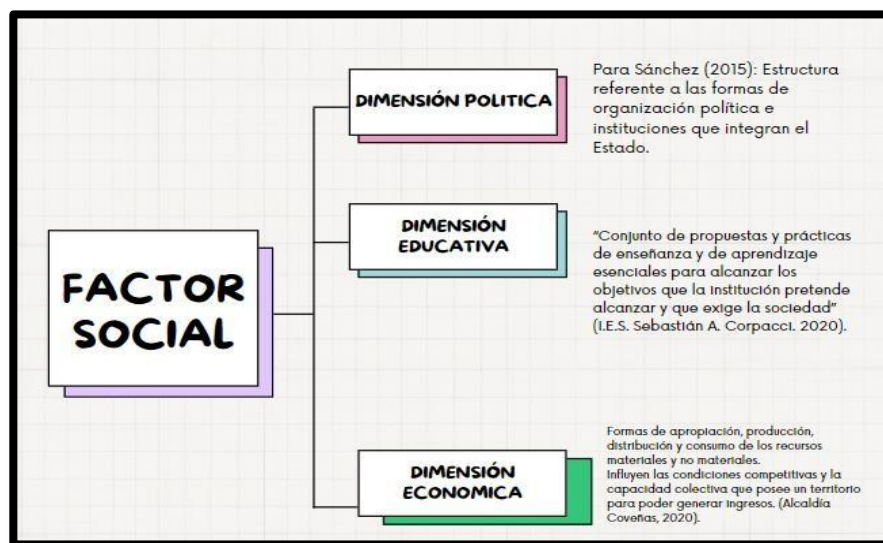 DIMENSIÓN POLITICA
Para Sánchez (2015): Estructura
referente a las formas de
organización política e
instituciones que integran el
Estado.
FACTOR
SOCIAL
DIMENSIÓN
EDUCATIVA
“Conjunto de propuestas y prácticas
de enseñanza y de aprendizaje
esenciales para alcanzar los
objetivos que la institución pretende
alcanzar y que exige la sociedad”
(I.E.S. Sebastián A. Corpacci. 2020).
DIMENSIÓN
ECONOMICA
Formas de apropiación, producción,
distribución y consumo de los recursos
materiales y no materiales.
Influyen las condiciones competitivas y la
capacidad colectiva que posee un territorio
para poder generar ingresos. (Alcaldía
Coveñas, 2020).